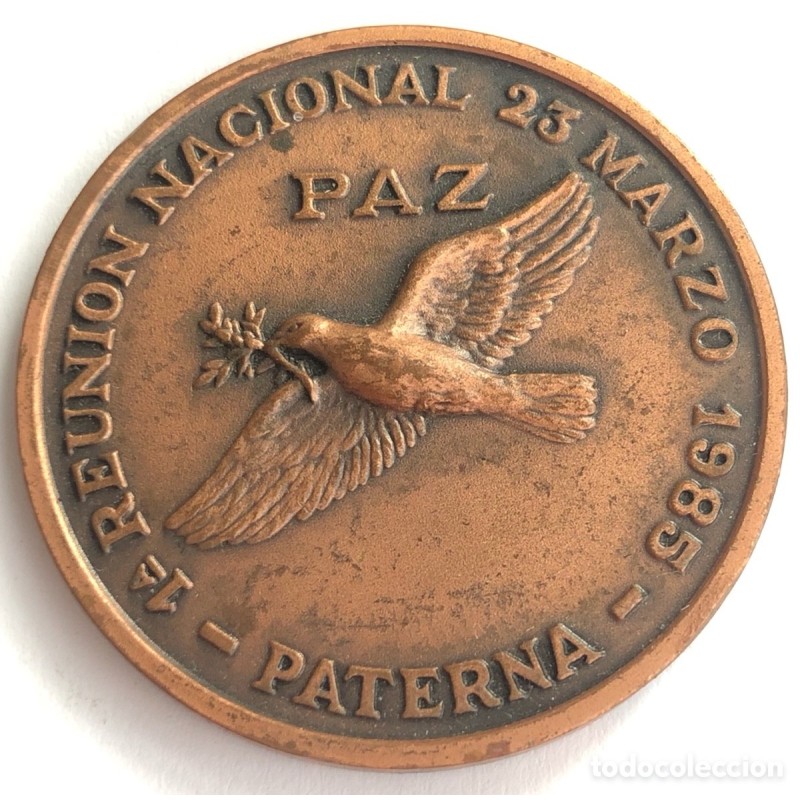 1ª REUNION NACIONAL 23 MARZO 1985
PAZ
- PATERNA -
todocoleccion